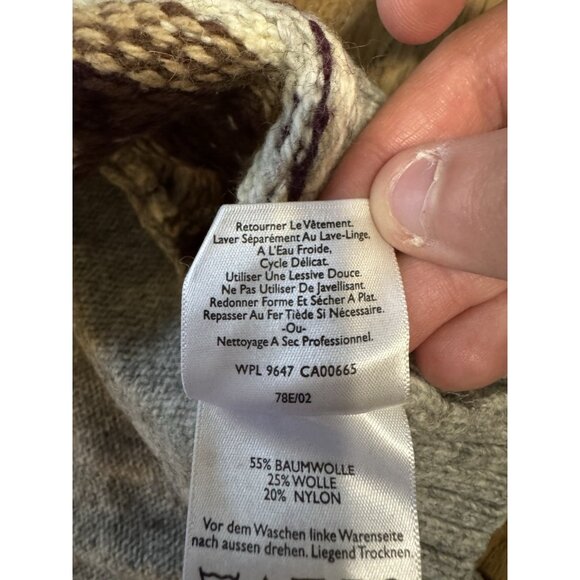 Retourner Le Vêtement.
Laver Séparément Au Lave-Linge,
A L'Eau Froide,
Cycle Délicat.
Utiliser Une Lessive Douce.
Ne Pas Utiliser De Javellisant.
Redonner Forme Et Sécher A Plat.
Repasser Au Fer Tiède Si Nécessaire.
-Ou-
Nettoyage A Sec Professionnel.
WPL 9647 CA00665
78E/02
55% BAUMWOLLE
25% WOLLE
20% NYLON
Vor dem Waschen linke Warenseite
nach aussen drehen. Liegend Trocknen.